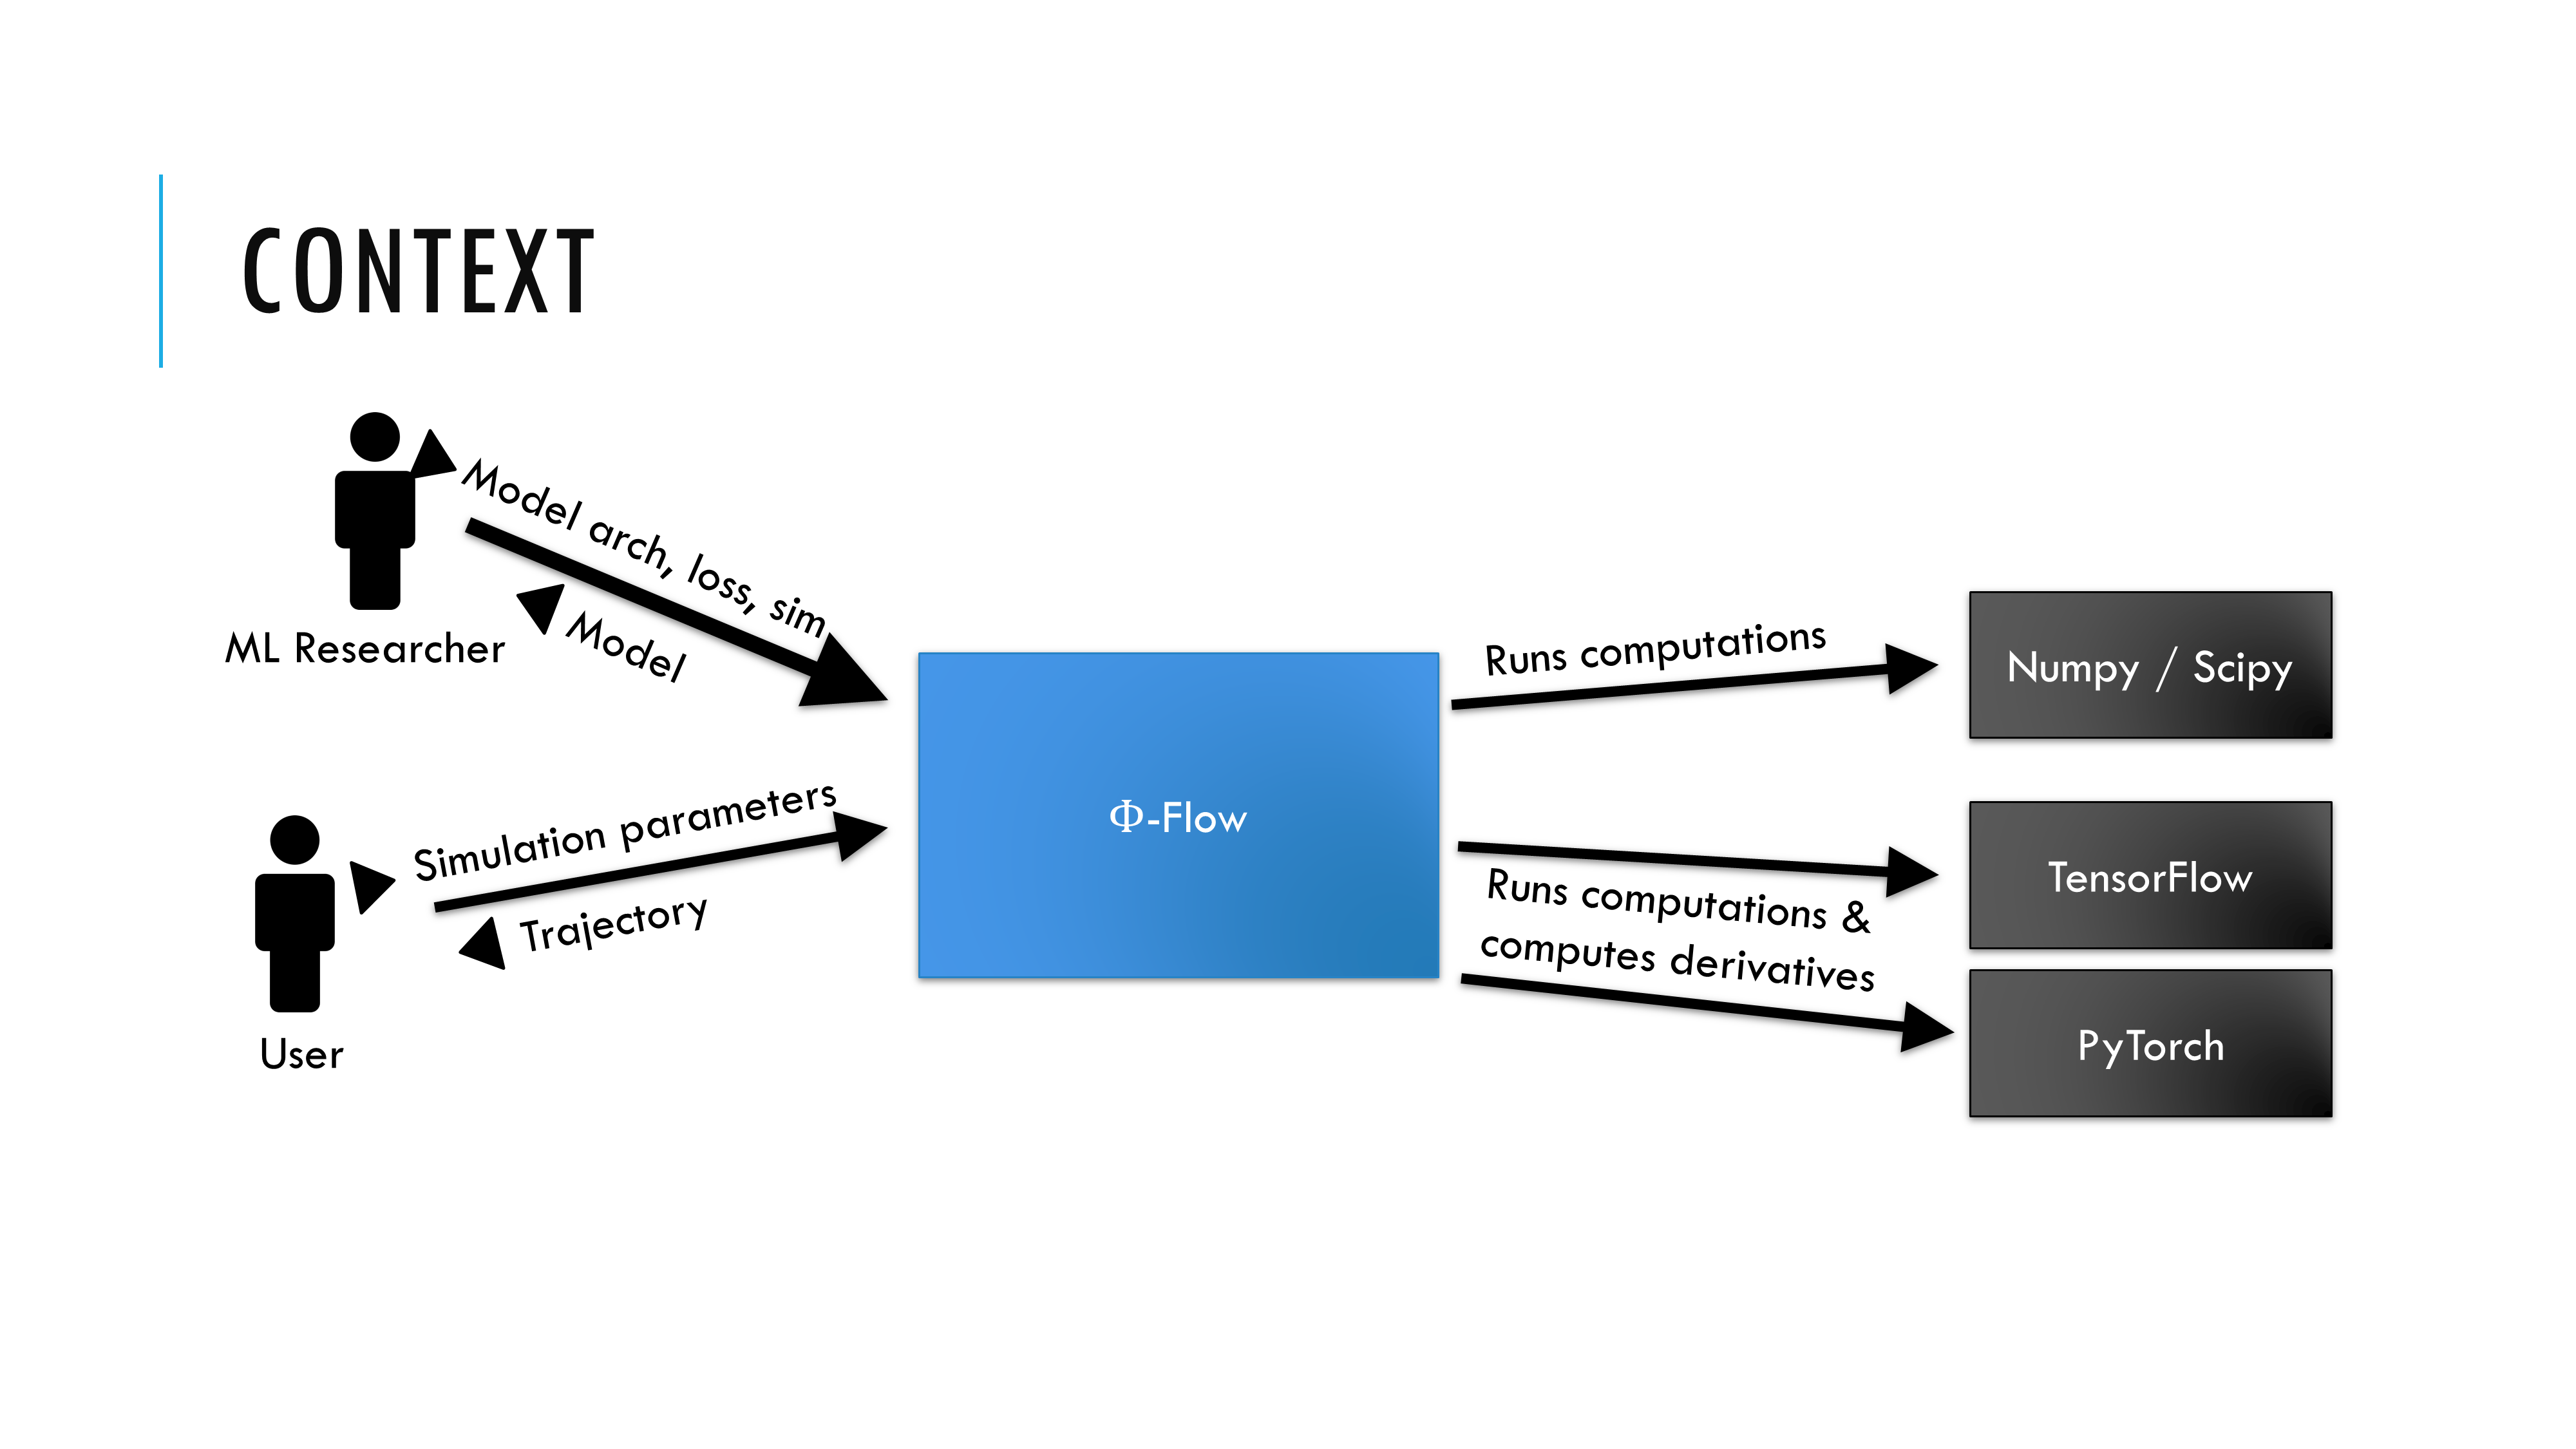 CONTEXT
Model arch, loss, sim
Model
ML Researcher
Simulation parameters
Trajectory
User
Φ-Flow
Runs computations
Runs computations &
computes derivatives
Numpy / Scipy
TensorFlow
PyTorch